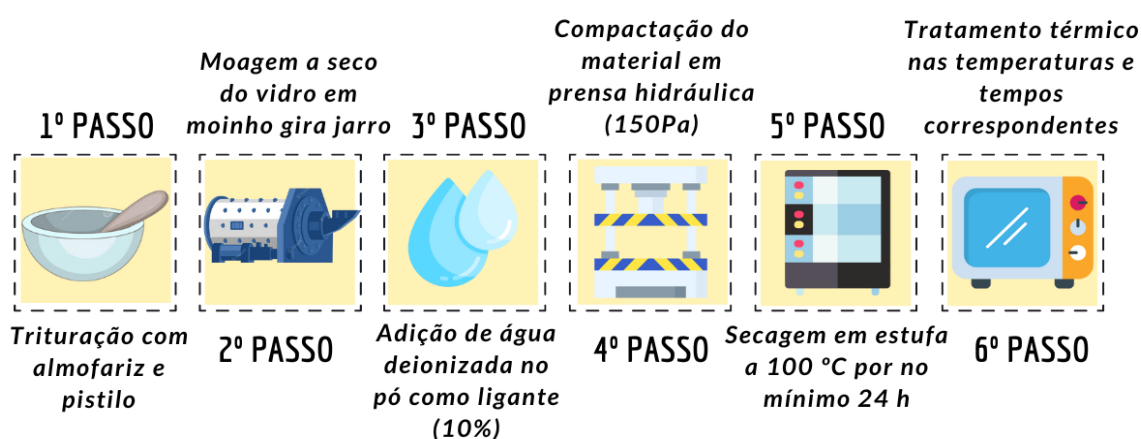 1º PASSO
Trituração com
almofariz e
pistilo
Moagem a seco
do vidro em
moinho gira jarro
2º PASSO
3º PASSO
Adição de água
deionizada no
pó como ligante
(10%)
Compactação do
material em
prensa hidráulica
(150Pa)
4º PASSO
5º PASSO
Secagem em estufa
a 100 °C por no
mínimo 24 h
Tratamento térmico
nas temperaturas e
tempos
correspondentes
6º PASSO